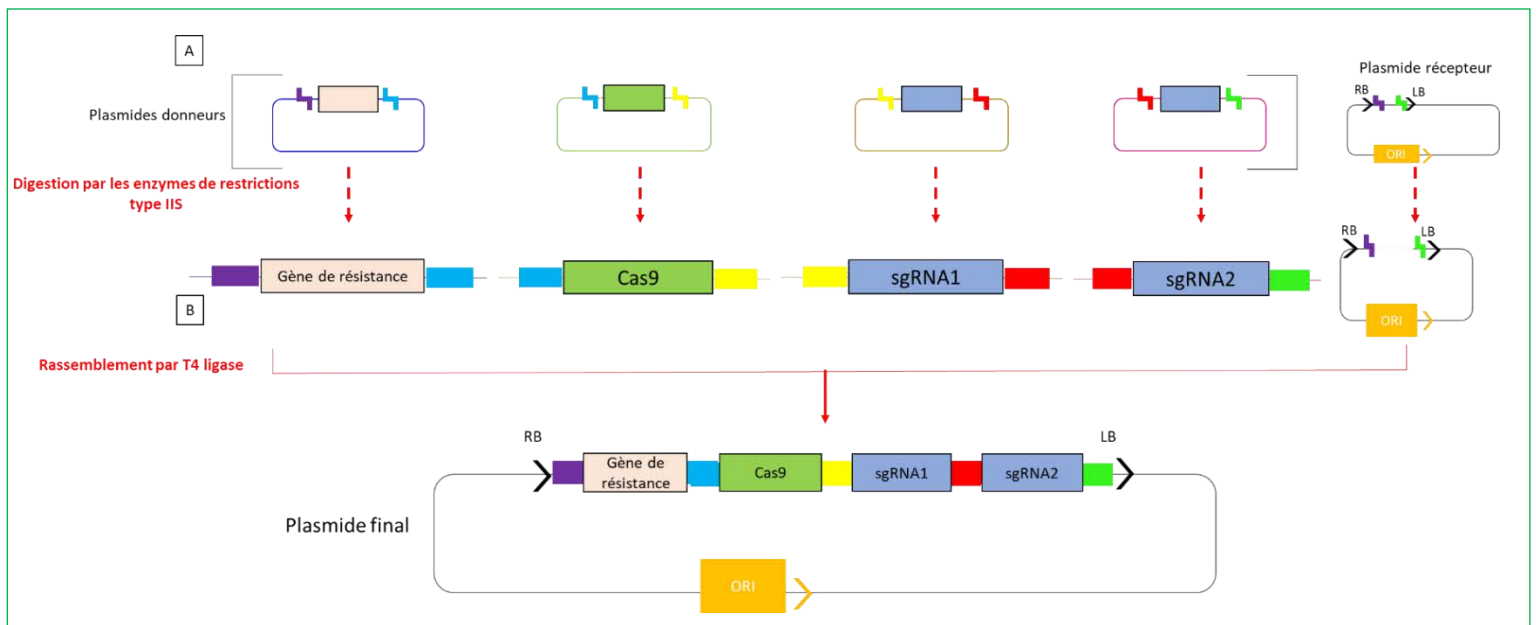 A
Plasmides donneurs
Plasmide récepteur
RB
LB
ORI
Digestion par les enzymes de restrictions
type IIS
Gène de résistance
Cas9
sgRNA1
sgRNA2
RB
LB
ORI
B
Rassemblement par T4 ligase
RB
LB
Gène de
résistance
Cas9
sgRNA1
sgRNA2
Plasmide final
ORI